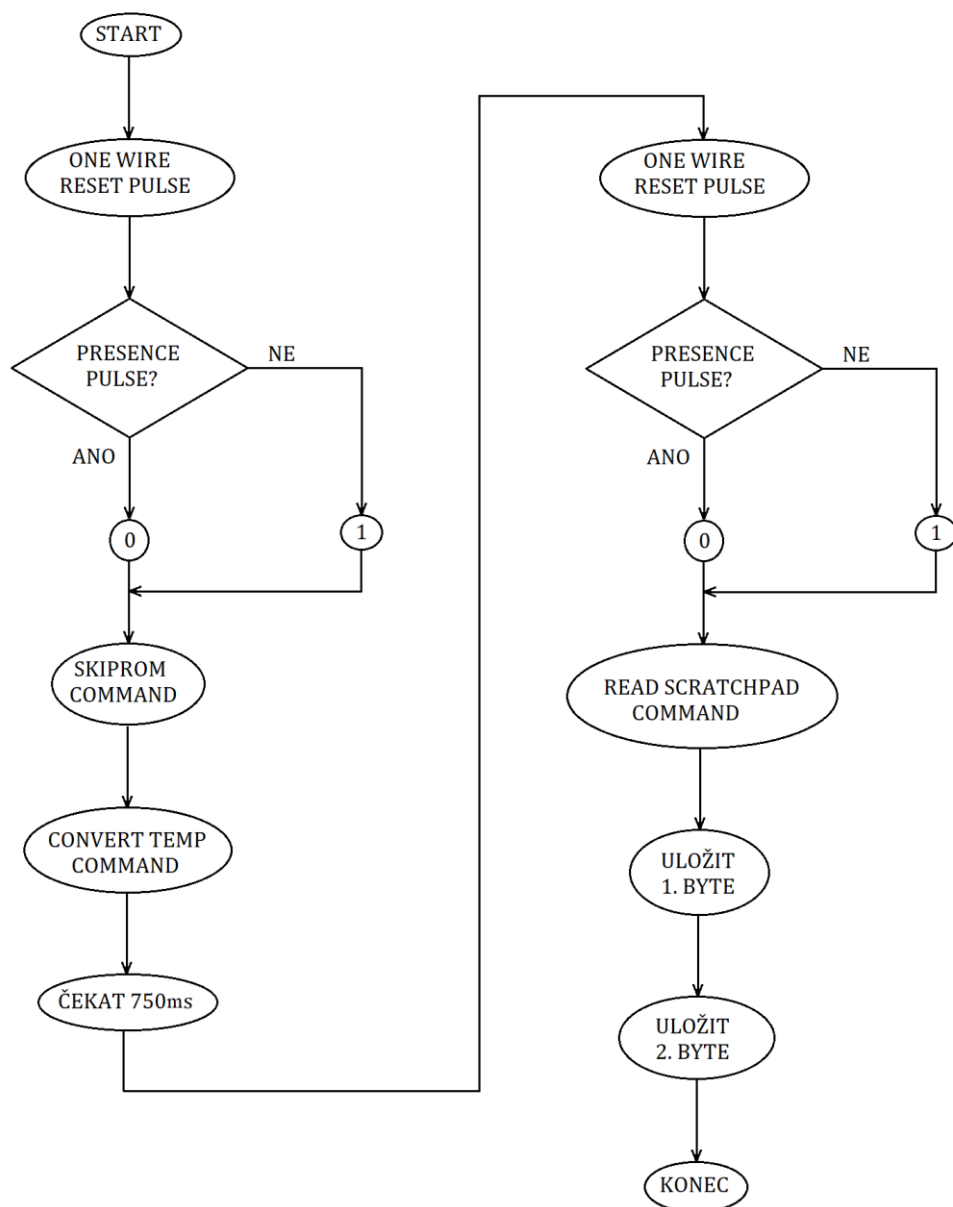 START
ONE WIRE
RESET PULSE
PRESENCE
PULSE?
NE
ANO
0
1
SKIPROM
COMMAND
CONVERT TEMP
COMMAND
ČEKAT 750ms
ONE WIRE
RESET PULSE
PRESENCE
PULSE?
NE
ANO
0
1
READ SCRATCHPAD
COMMAND
ULOŽIT
1. BYTE
ULOŽIT
2. BYTE
KONEC